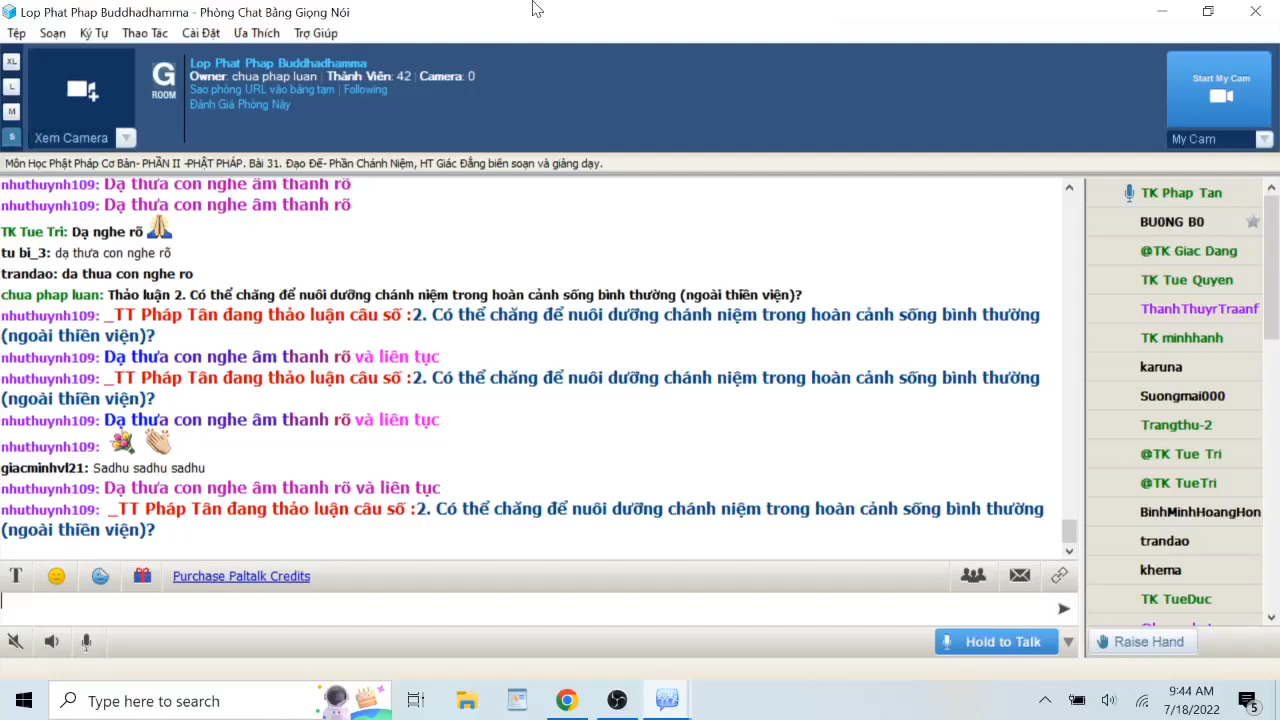 Lop Phat Phap Buddhadhamma - Phòng Chat Bằng Giọng Nói
Tệp Soạn Ký Tự Thao Tác Cài Đặt Ưa Thích Trợ Giúp
XL
L
M
S
Xem Camera
G
ROOM
Lop Phat Phap Buddhadhamma
Owner: chua phap luan | Thành Viên: 42 | Camera: 0
Sao phòng URL vào bảng tạm | Following
Đánh Giá Phòng Này
Start My Cam
My Cam
Môn Học Phật Pháp Cơ Bản- PHẦN II -PHẬT PHÁP. Bài 31. Đạo Đế- Phần Chánh Niệm, HT Giác Đẳng biên soạn và giảng dạy.
nhuthuynh109: Dạ thưa con nghe âm thanh rõ
nhuthuynh109: Dạ thưa con nghe âm thanh rõ
TK Tue Tri: Dạ nghe rõ
tu bi_3: dạ thưa con nghe rõ
trandao: da thua con nghe ro
chua phap luan: Thảo luận 2. Có thể chăng để nuôi dưỡng chánh niệm trong hoàn cảnh sống bình thường (ngoài thiền viện)?
nhuthuynh109: _TT Pháp Tân đang thảo luận câu số :2. Có thể chăng để nuôi dưỡng chánh niệm trong hoàn cảnh sống bình thường
(ngoài thiền viện)?
nhuthuynh109: Dạ thưa con nghe âm thanh rõ và liên tục
nhuthuynh109: _TT Pháp Tân đang thảo luận câu số :2. Có thể chăng để nuôi dưỡng chánh niệm trong hoàn cảnh sống bình thường
(ngoài thiền viện)?
nhuthuynh109: Dạ thưa con nghe âm thanh rõ và liên tục
nhuthuynh109:
giacminhvl21: Sadhu sadhu sadhu
nhuthuynh109: Dạ thưa con nghe âm thanh rõ và liên tục
nhuthuynh109: _TT Pháp Tân đang thảo luận câu số :2. Có thể chăng để nuôi dưỡng chánh niệm trong hoàn cảnh sống bình thường
(ngoài thiền viện)?
TK Phap Tan
BU0NG B0
@TK Giac Dang
TK Tue Quyen
ThanhThuyrTraanf
TK minhhanh
karuna
Suongmai000
Trangthu-2
@TK Tue Tri
@TK TueTri
BinhMinhHoangHon
trandao
khema
TK TueDuc
T
Purchase Paltalk Credits
Hold to Talk
Raise Hand
Type here to search
9:44 AM
7/18/2022
5